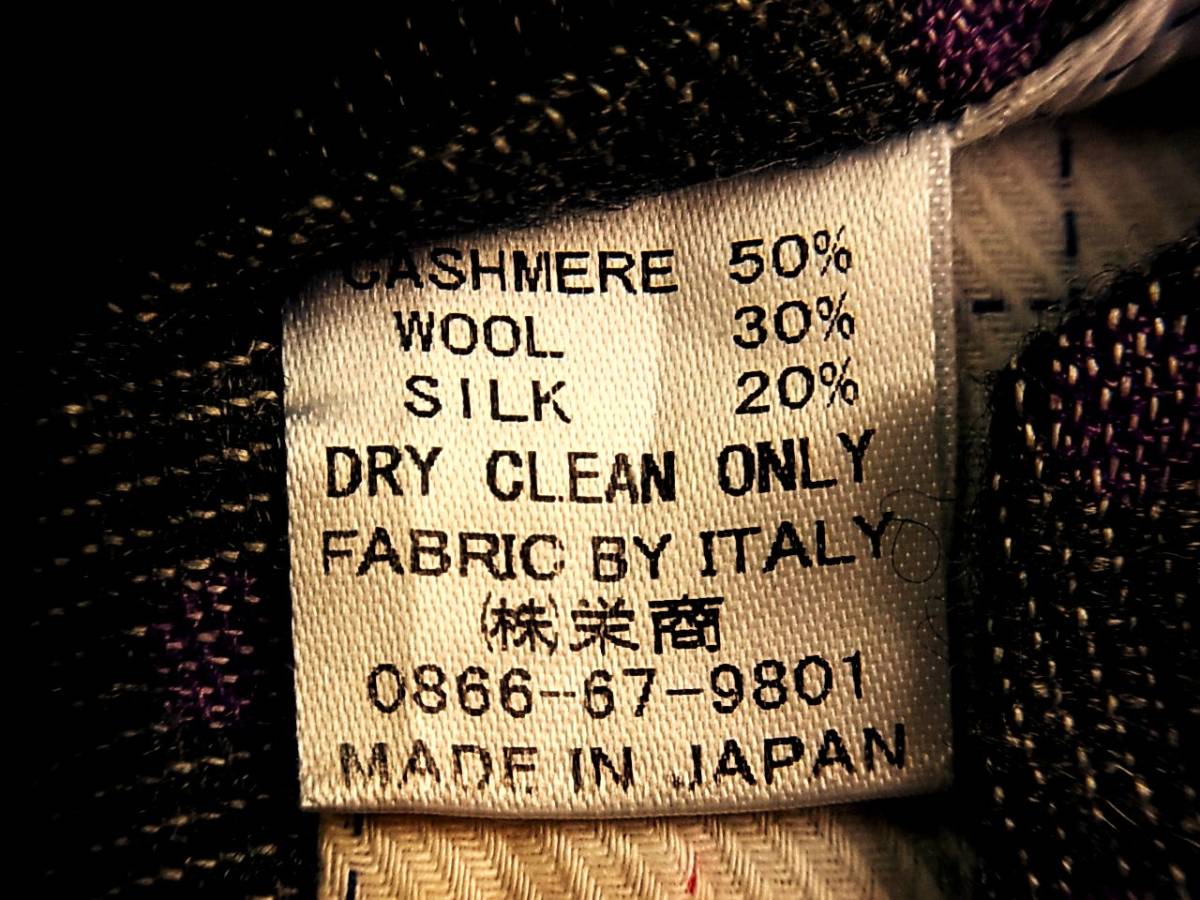 CASHMERE 50%
WOOL 30%
SILK 20%
DRY CLEAN ONLY
FABRIC BY ITALY
㈱栄商
0866-67-9801
MADE IN JAPAN